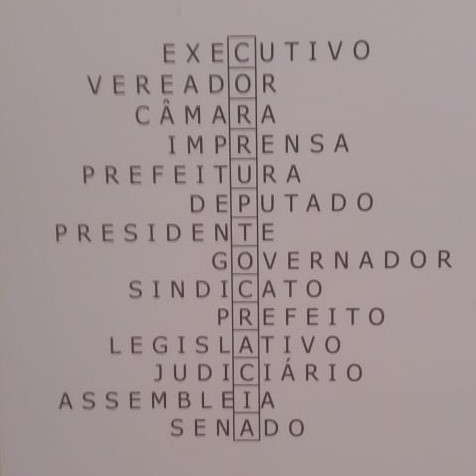 EXECUTIVO
VEREADOR
CÂMARA
IMPRENSA
PREFEITURA
DEPUTADO
PRESIDENTE
GOVERNADOR
SINDICATO
PREFEITO
LEGISLATIVO
JUDICIÁRIO
ASSEMBLEIA
SENADO